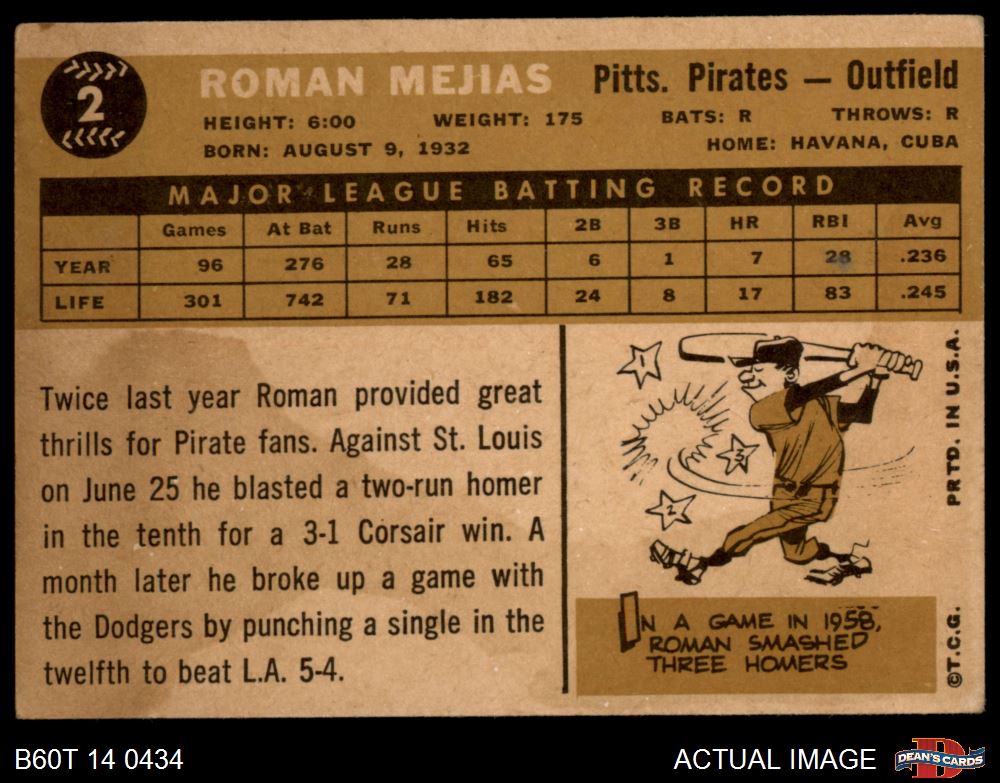 2
ROMAN MEJIAS Pitts. Pirates — Outfield
HEIGHT: 6:00 WEIGHT: 175 BATS: R THROWS: R
BORN: AUGUST 9, 1932 HOME: HAVANA, CUBA
MAJOR LEAGUE BATTING RECORD
Games At Bat Runs Hits 2B 3B HR RBI Avg
YEAR 96 276 28 65 6 1 7 28 .236
LIFE 301 742 71 182 24 8 17 83 .245
Twice last year Roman provided great
thrills for Pirate fans. Against St. Louis
on June 25 he blasted a two-run homer
in the tenth for a 3-1 Corsair win. A
month later he broke up a game with
the Dodgers by punching a single in the
twelfth to beat L.A. 5-4.
1
3
2
IN A GAME IN 1958,
ROMAN SMASHED
THREE HOMERS
©T.C.G. PRTD. IN U.S.A.
B60T 14 0434 ACTUAL IMAGE
D
DEAN'S CARDS